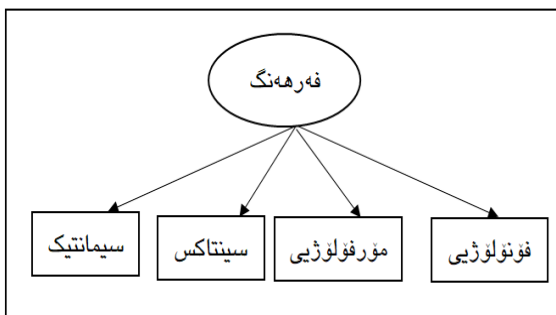 فەرهەنگ
فۆنۆلۆژیی
مۆرفۆلۆژیی
سینتاکس
سیمانتیک